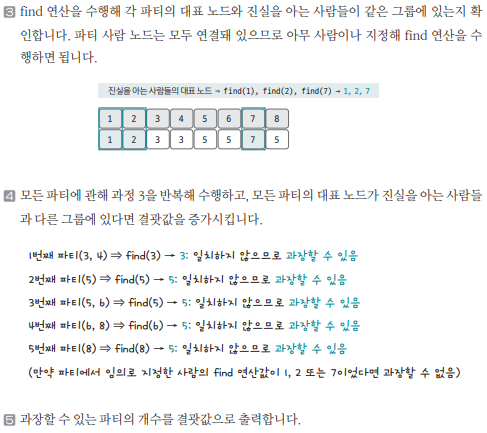 3 find 연산을 수행해 각 파티의 대표 노드와 진실을 아는 사람들이 같은 그룹에 있는지 확
인합니다. 파티 사람 노드는 모두 연결돼 있으므로 아무 사람이나 지정해 find 연산을 수
행하면 됩니다.
진실을 아는 사람들의 대표 노드 ⇒ find(1), find(2), find(7) → 1, 2, 7
1 2 3 4 5 6 7 8
1 2 3 3 5 5 7 5
4 모든 파티에 관해 과정 3을 반복해 수행하고, 모든 파티의 대표 노드가 진실을 아는 사람들
과 다른 그룹에 있다면 결괏값을 증가시킵니다.
1번째 파티(3, 4) ⇒ find(3) → 3: 일치하지 않으므로 과장할 수 있음
2번째 파티(5) ⇒ find(5) → 5: 일치하지 않으므로 과장할 수 있음
3번째 파티(5, 6) ⇒ find(5) → 5: 일치하지 않으므로 과장할 수 있음
4번째 파티(6, 8) ⇒ find(6) → 5: 일치하지 않으므로 과장할 수 있음
5번째 파티(8) ⇒ find(8) → 5: 일치하지 않으므로 과장할 수 있음
(만약 파티에서 임의로 지정한 사람의 find 연산값이 1, 2 또는 7이었다면 과장할 수 없음)
5 과장할 수 있는 파티의 개수를 결괏값으로 출력합니다.